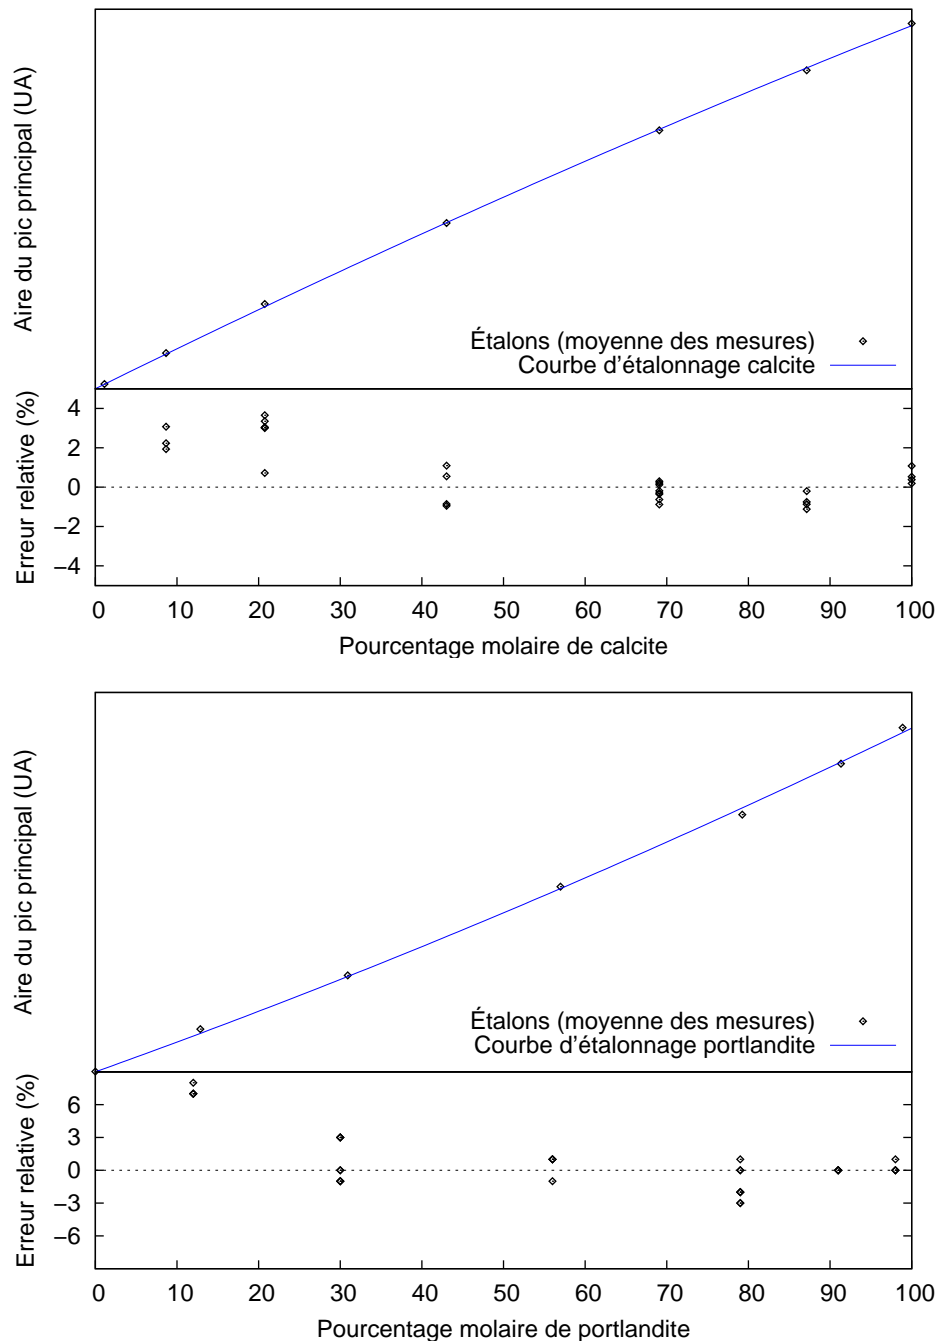 Aire du pic principal (UA)
Étalons (moyenne des mesures)
Courbe d'étalonnage calcite
Erreur relative (%)
4
2
0
−2
−4
0 10 20 30 40 50 60 70 80 90 100
Pourcentage molaire de calcite
Aire du pic principal (UA)
Étalons (moyenne des mesures)
Courbe d'étalonnage portlandite
Erreur relative (%)
6
3
0
−3
−6
0 10 20 30 40 50 60 70 80 90 100
Pourcentage molaire de portlandite